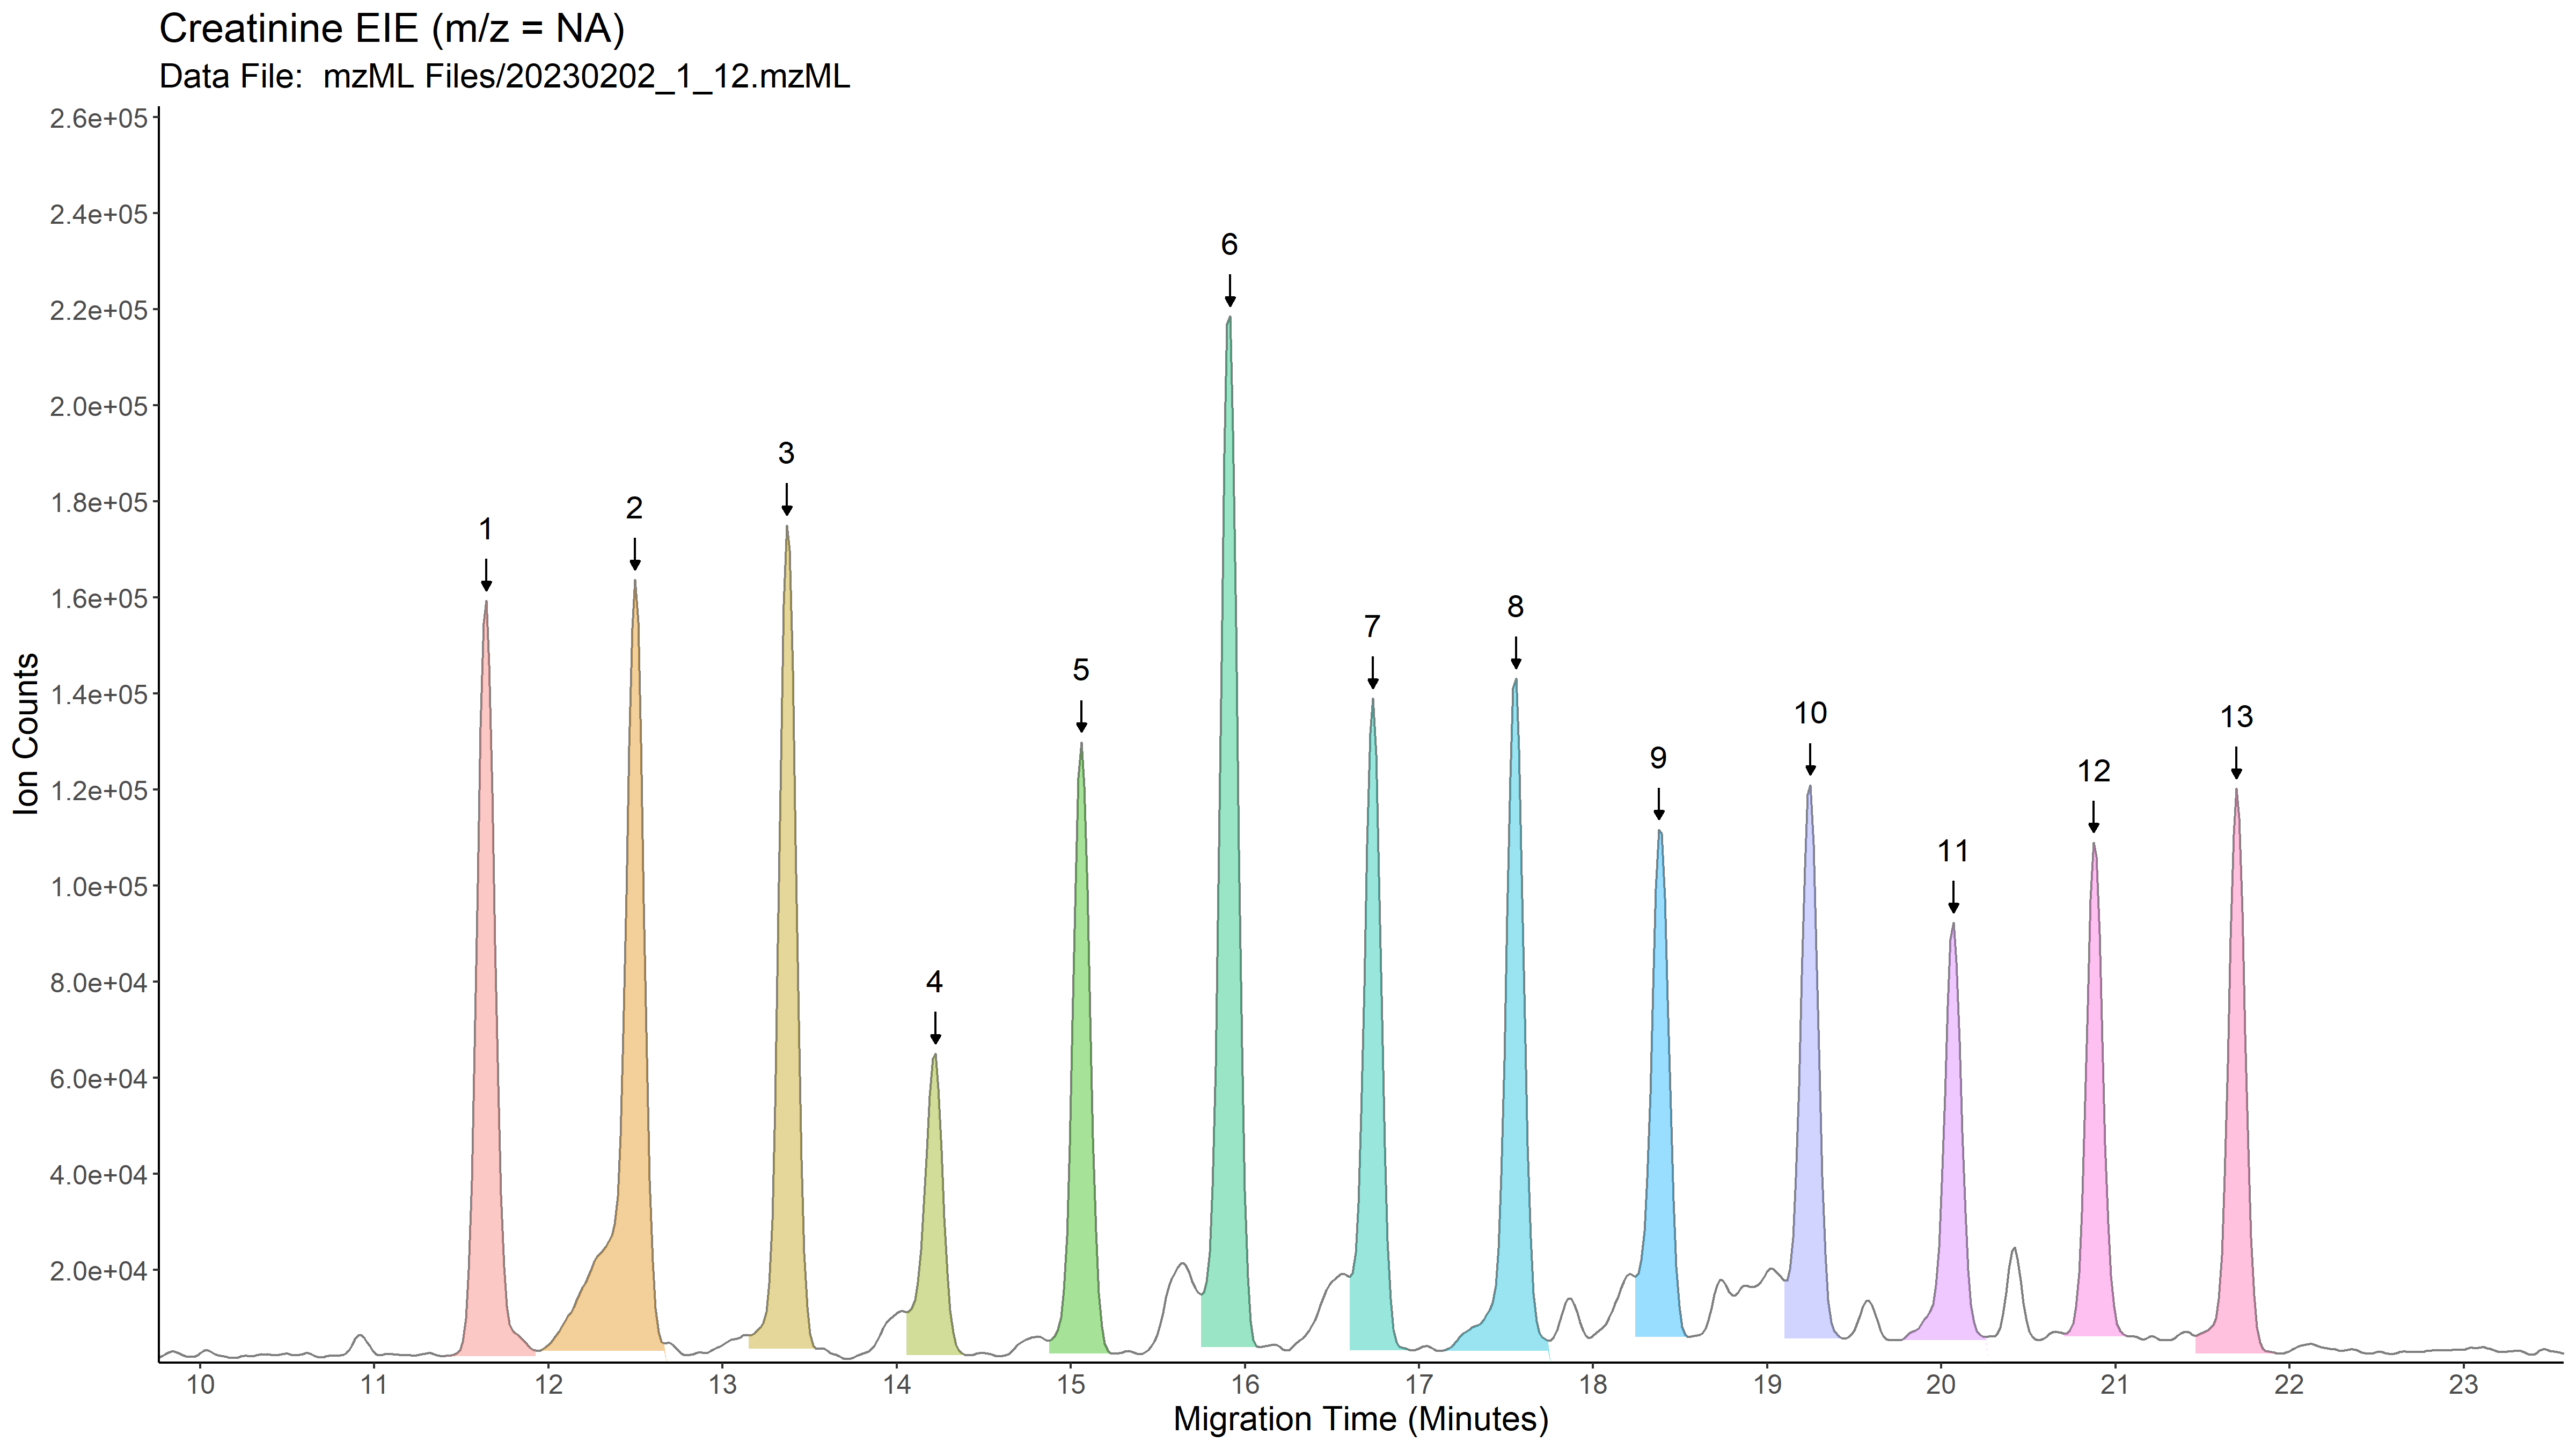 Creatinine EIE (m/z = NA)
Data File:  mzML Files/20230202_1_12.mzML
2.6e+05
2.4e+05
2.2e+05
2.0e+05
1.8e+05
1.6e+05
1.4e+05
1.2e+05
1.0e+05
8.0e+04
6.0e+04
4.0e+04
2.0e+04
Ion Counts
1
2
3
4
5
6
7
8
9
10
11
12
13
10 11 12 13 14 15 16 17 18 19 20 21 22 23
Migration Time (Minutes)